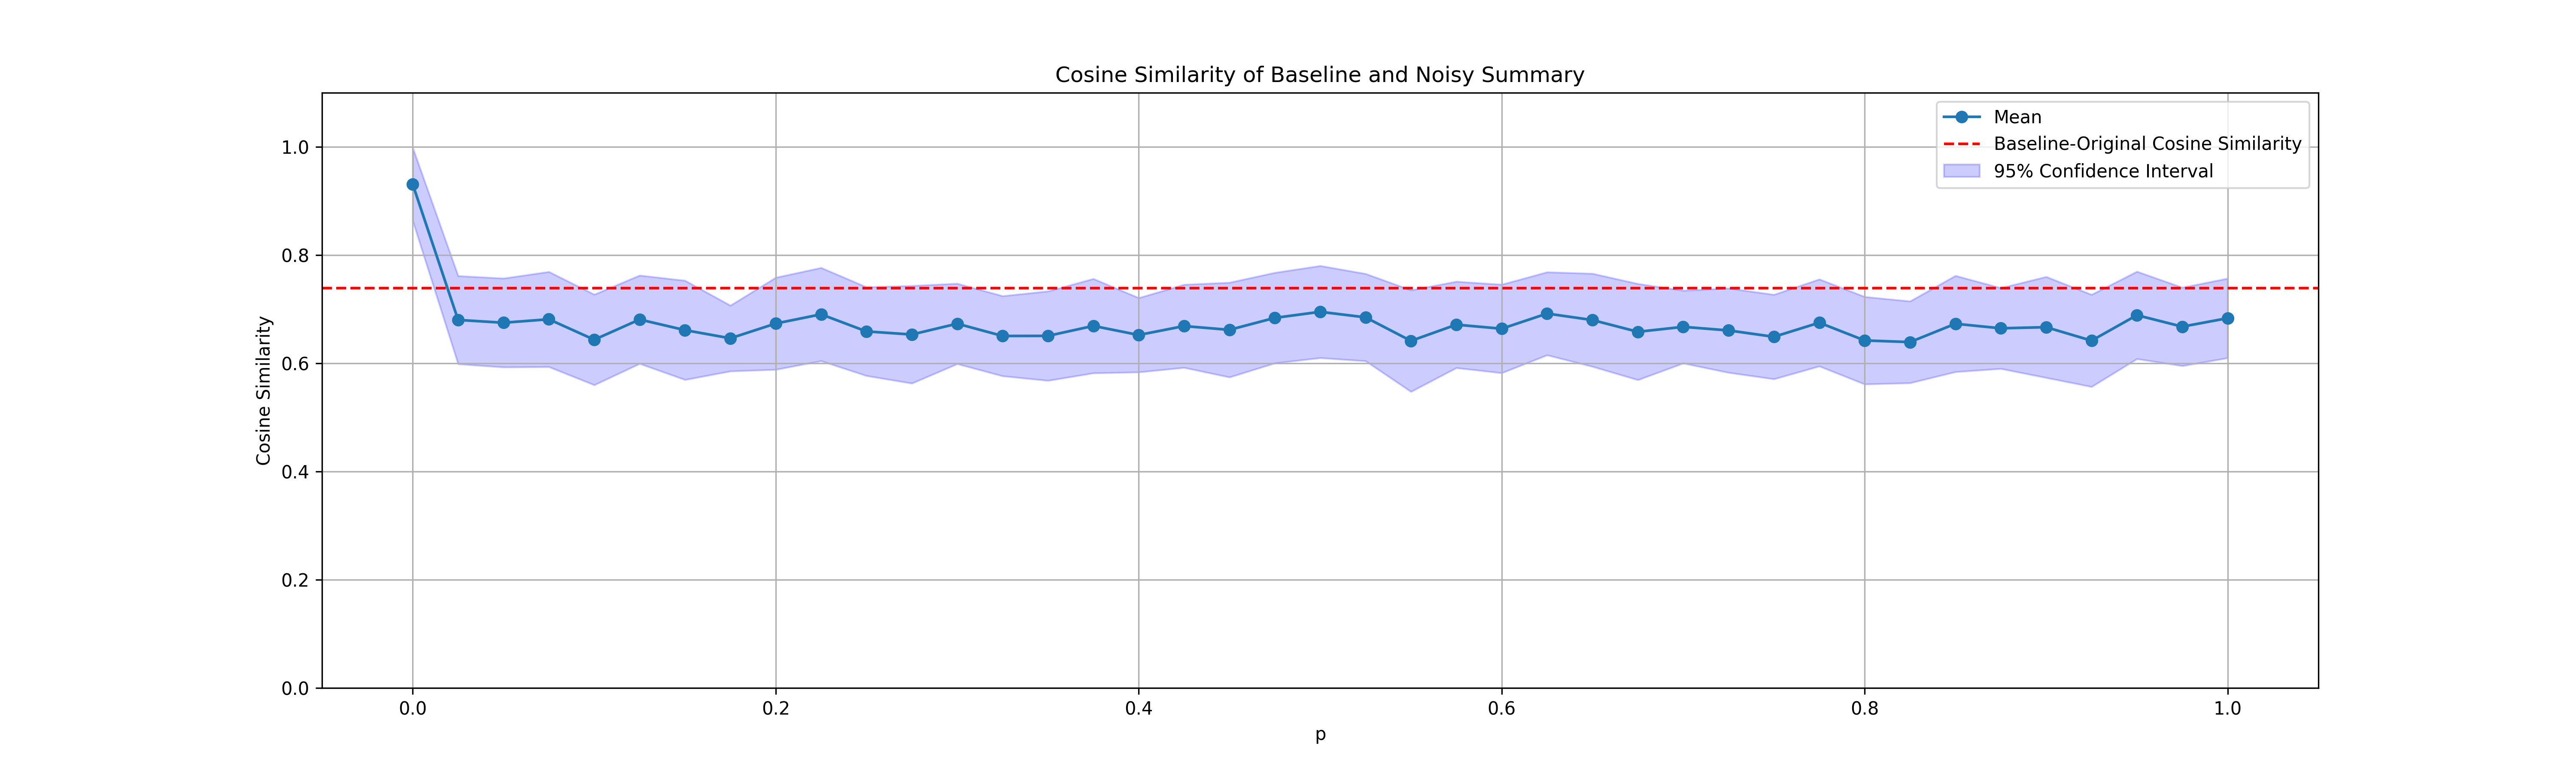 Cosine Similarity of Baseline and Noisy Summary
Mean
Baseline-Original Cosine Similarity
95% Confidence Interval
1.0
0.8
0.6
0.4
0.2
0.0
Cosine Similarity
0.0 0.2 0.4 0.6 0.8 1.0
p